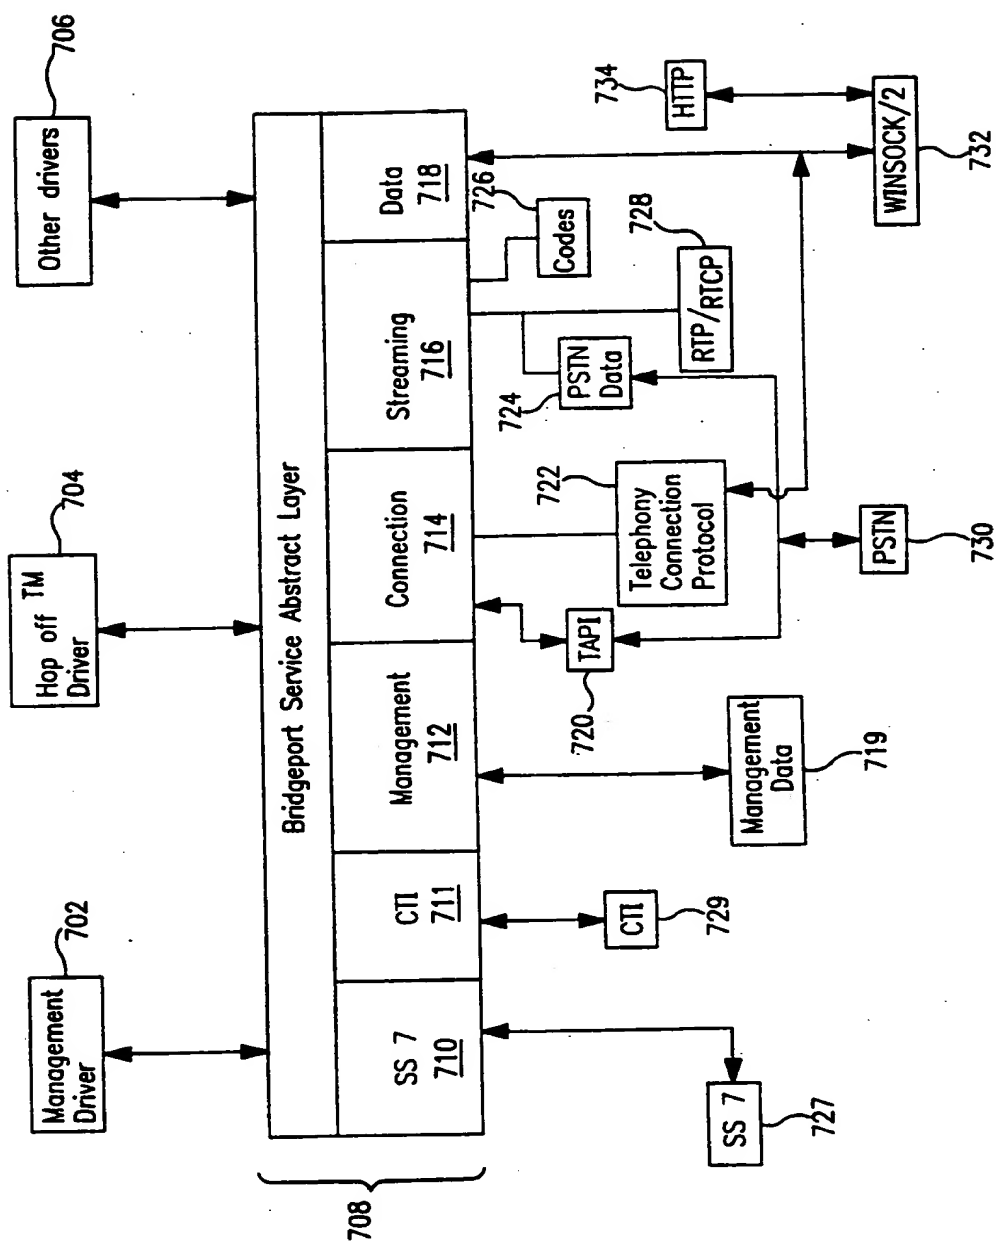 Management
Driver
702
Hop off TM
Driver
704
Other drivers
706
Bridgeport Service Abstract Layer
708
SS 7
710
CTI
711
Management
712
Connection
714
Streaming
716
Data
718
SS 7
727
CTI
729
Management
Data
719
TAPI
720
Telephony
Connection
Protocol
722
PSTN
Data
724
Codes
726
RTP/RTCP
728
PSTN
730
HTTP
734
WINSOCK/2
732